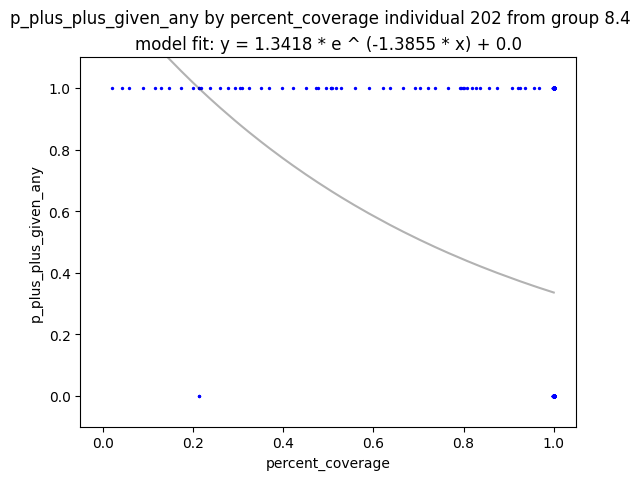 p_plus_plus_given_any by percent_coverage individual 202 from group 8.4
model fit: y = 1.3418 * e ^ (-1.3855 * x) + 0.0
1.0
0.8
0.6
0.4
0.2
0.0
p_plus_plus_given_any
0.0 0.2 0.4 0.6 0.8 1.0
percent_coverage